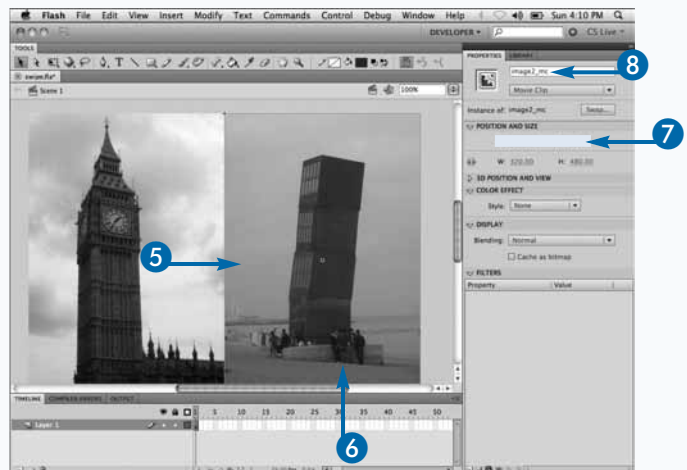 Flash File Edit View Insert Modify Text Commands Control Debug Window Help Sun 4:10 PM
DEVELOPER CS Live
TOOLS
swim.fla*
Scene 1 100%
PROPERTIES LIBRARY
image2_mc 8
Movie Clip
Instance of: image2_mc Swap...
POSITION AND SIZE
7
W: 320.00 H: 480.00
3D POSITION AND VIEW
COLOR EFFECT
Style: None
DISPLAY
Blending: Normal
Cache as bitmap
FILTERS
Property Value
5
6
TIMELINE COMPILER ERRORS OUTPUT
5 10 15 20 25 30 35 40 45 50
Layer 1